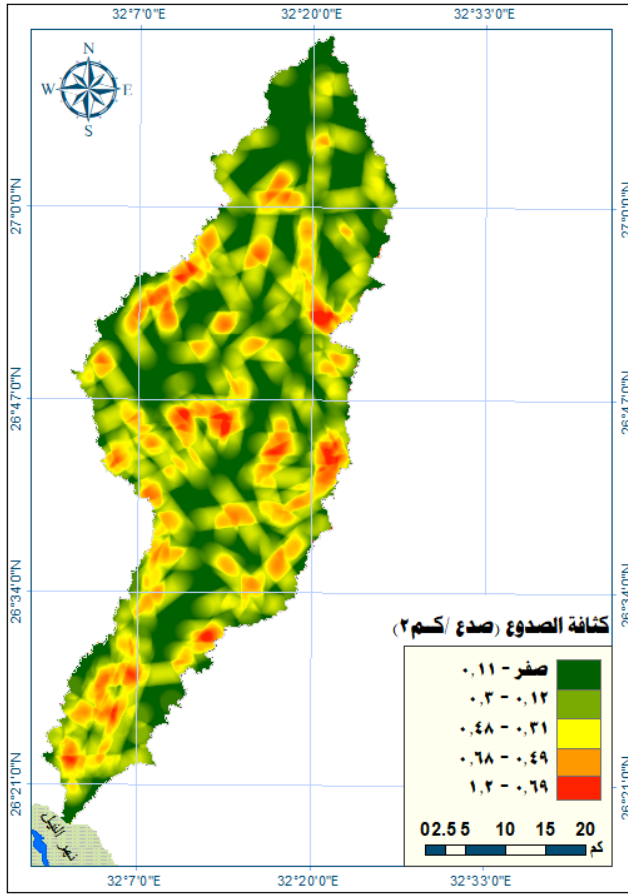 32°7'0"E 32°20'0"E 32°33'0"E
N
W E
S
27°0'0"N 27°0'0"N
26°47'0"N 26°47'0"N
26°34'0"N 26°34'0"N
كثافة الصدوع (صدع /كـم٢)
صفر - ٠,١١
٠,١٢ - ٠,٣
٠,٣١ - ٠,٤٨
٠,٤٩ - ٠,٦٨
٠,٦٩ - ١,٢
26°21'0"N 26°21'0"N
0 2.5 5 10 15 20
كم
نهر النيل
32°7'0"E 32°20'0"E 32°33'0"E